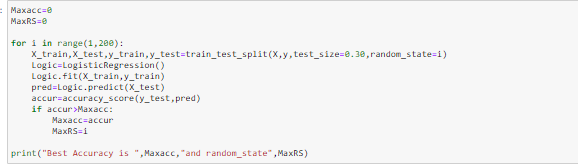 Maxacc=0
MaxRS=0
for i in range(1,200):
    X_train,X_test,y_train,y_test=train_test_split(X,y,test_size=0.30,random_state=i)
    Logic=LogisticRegression()
    Logic.fit(X_train,y_train)
    pred=Logic.predict(X_test)
    accur=accuracy_score(y_test,pred)
    if accur>Maxacc:
        Maxacc=accur
        MaxRS=i
print("Best Accuracy is ",Maxacc,"and random_state",MaxRS)